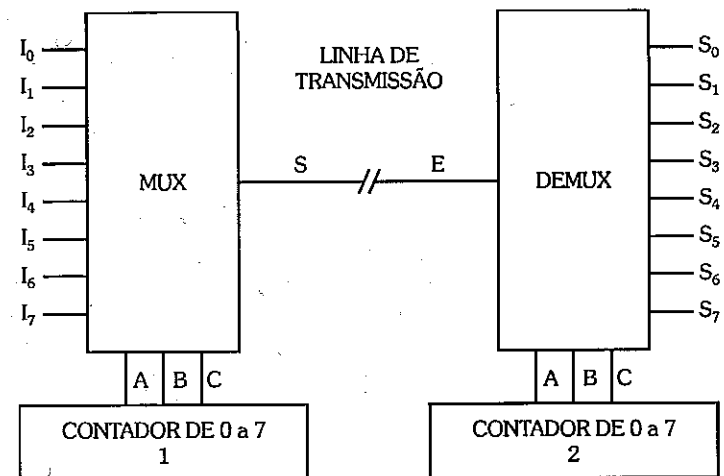 I₀
I₁
I₂
I₃
I₄
I₅
I₆
I₇
MUX
A B C
CONTADOR DE 0 a 7
1
LINHA DE
TRANSMISSÃO
S
E
DEMUX
S₀
S₁
S₂
S₃
S₄
S₅
S₆
S₇
A B C
CONTADOR DE 0 a 7
2